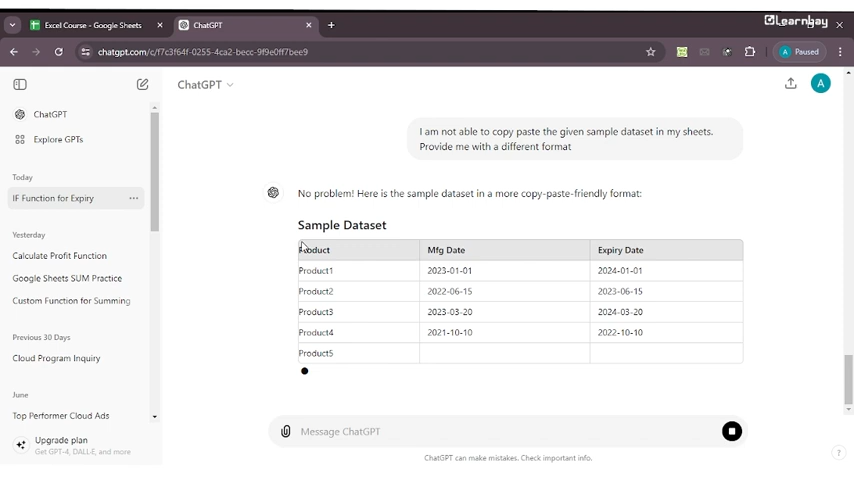 Excel Course - Google Sheets
ChatGPT
Learnbay
chatgpt.com/c/f7c3f64f-0255-4ca2-becc-9f9e0ff7bee9
A
Paused
ChatGPT
A
ChatGPT
Explore GPTs
Today
IF Function for Expiry
Yesterday
Calculate Profit Function
Google Sheets SUM Practice
Custom Function for Summing
Previous 30 Days
Cloud Program Inquiry
June
Top Performer Cloud Ads
Upgrade plan
Get GPT-4, DALL-E, and more
I am not able to copy paste the given sample dataset in my sheets.
Provide me with a different format
No problem! Here is the sample dataset in a more copy-paste-friendly format:
Sample Dataset
Product Mfg Date Expiry Date
Product1 2023-01-01 2024-01-01
Product2 2022-06-15 2023-06-15
Product3 2023-03-20 2024-03-20
Product4 2021-10-10 2022-10-10
Product5
Message ChatGPT
ChatGPT can make mistakes. Check important info.
?